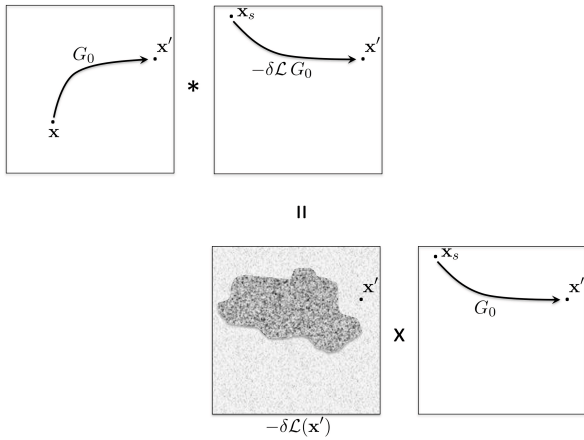 G₀
x′
x
*
xₛ
x′
−δℒ G₀
=
x′
−δℒ(x′)
x
xₛ
x′
G₀